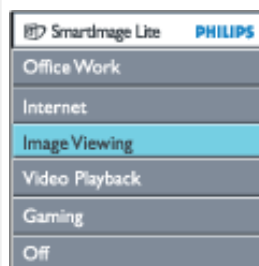 SmartImage Lite PHILIPS
Office Work
Internet
Image Viewing
Video Playback
Gaming
Off